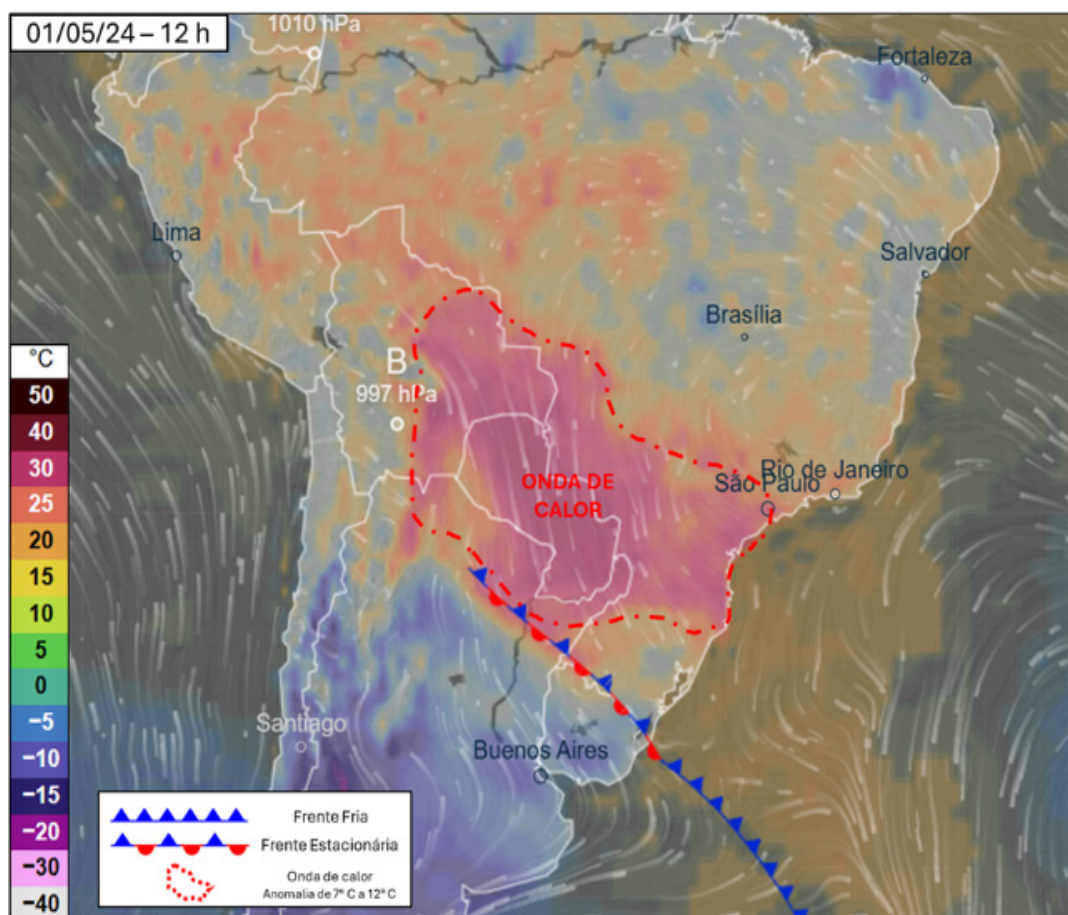 01/05/24 – 12 h
1010 hPa
Fortaleza
Lima
Salvador
Brasília
B
997 hPa
°C
50
40
30
25
20
15
10
5
0
−5
−10
−15
−20
−30
−40
ONDA DE
CALOR
Rio de Janeiro
São Paulo
Santiago
Buenos Aires
Frente Fria
Frente Estacionária
Onda de calor
Anomalia de 7° C a 12° C